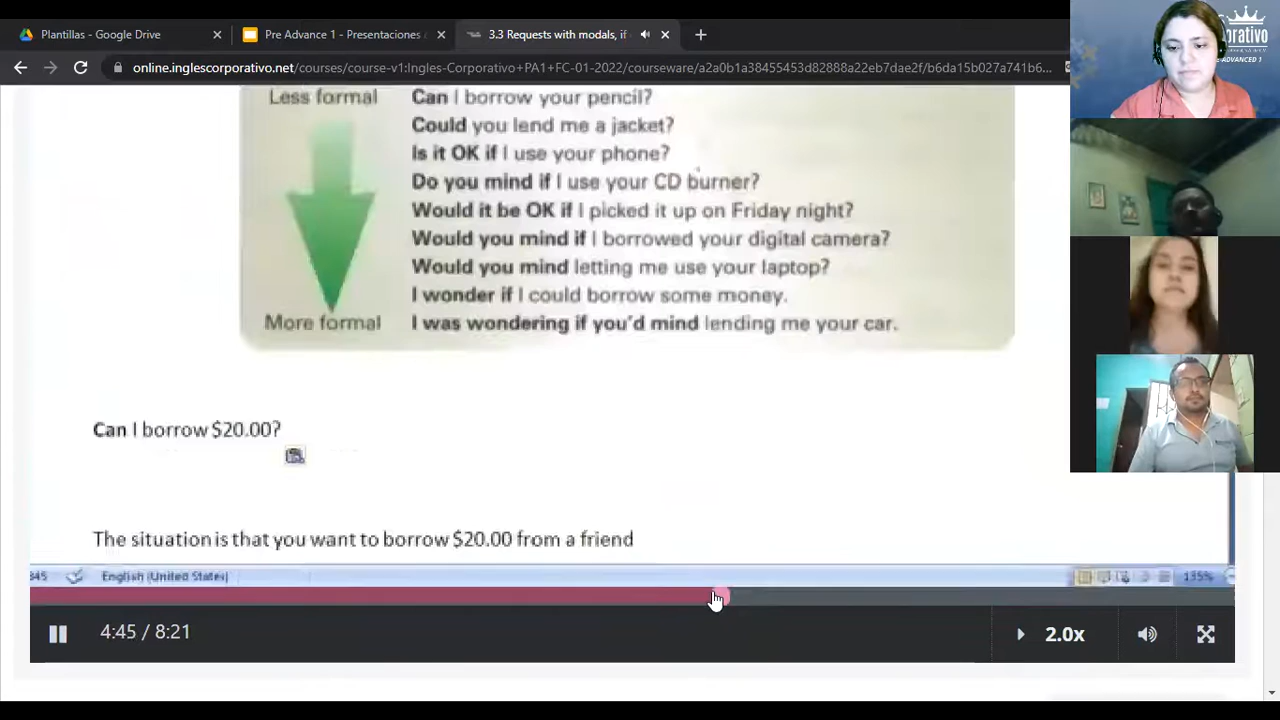 Plantillas - Google Drive
Pre Advance 1 - Presentaciones
3.3 Requests with modals, if
online.inglescorporativo.net/courses/course-v1:Ingles-Corporativo+PA1-FC-01-2022/courseware/a2a0b1a38455453d82888a22eb7dae2f/b6da15b027a741b6...
Less formal
Can I borrow your pencil?
Could you lend me a jacket?
Is it OK if I use your phone?
Do you mind if I use your CD burner?
Would it be OK if I picked it up on Friday night?
Would you mind if I borrowed your digital camera?
Would you mind letting me use your laptop?
I wonder if I could borrow some money.
More formal
I was wondering if you'd mind lending me your car.
Can I borrow $20.00?
The situation is that you want to borrow $20.00 from a friend
345
English (United States)
135%
4:45 / 8:21
2.0x